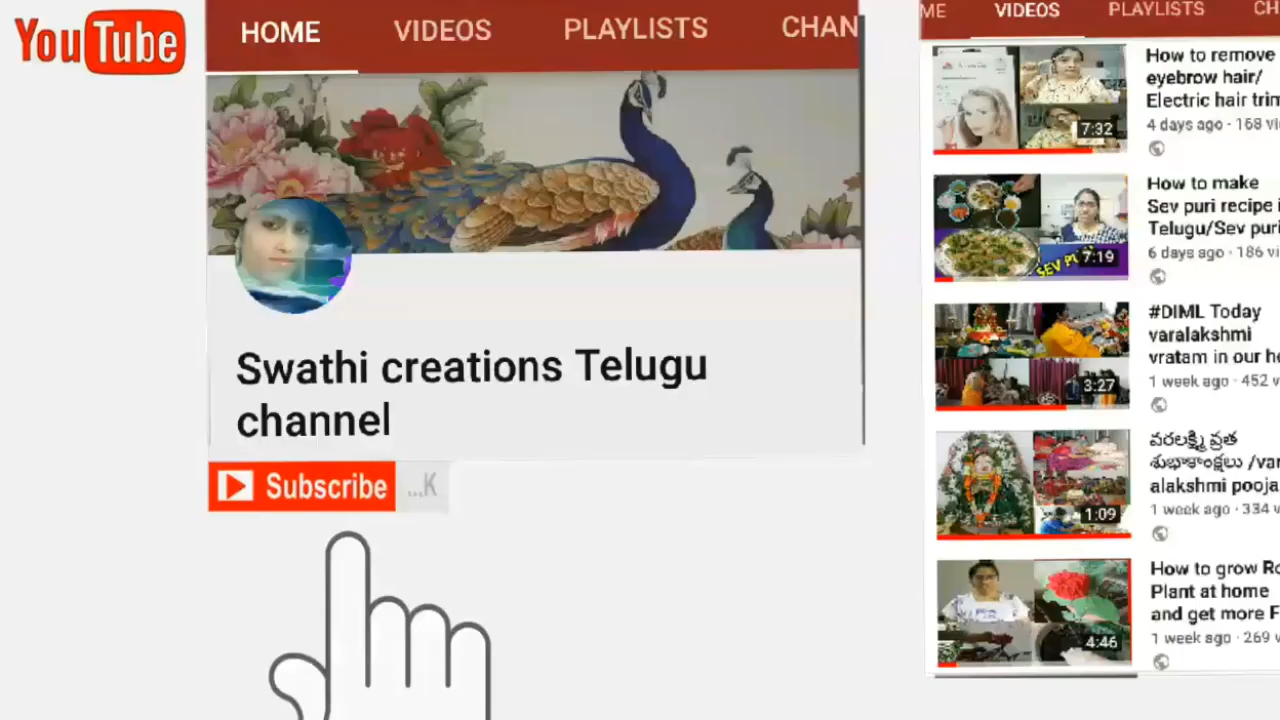 YouTube
HOME VIDEOS PLAYLISTS CHAN
Swathi creations Telugu
channel
Subscribe ...K
ME VIDEOS PLAYLISTS CH
How to remove
eyebrow hair/
Electric hair trim
4 days ago · 168 vi
7:32
How to make
Sev puri recipe i
Telugu/Sev puri
6 days ago · 186 vi
SEV PU
7:19
#DIML Today
varalakshmi
vratam in our ho
1 week ago · 452 v
3:27
వరలక్ష్మి వ్రత
శుభాకాంక్షలు /var
alakshmi pooja
1 week ago · 334 v
1:09
How to grow Ro
Plant at home
and get more F
1 week ago · 269 v
4:46